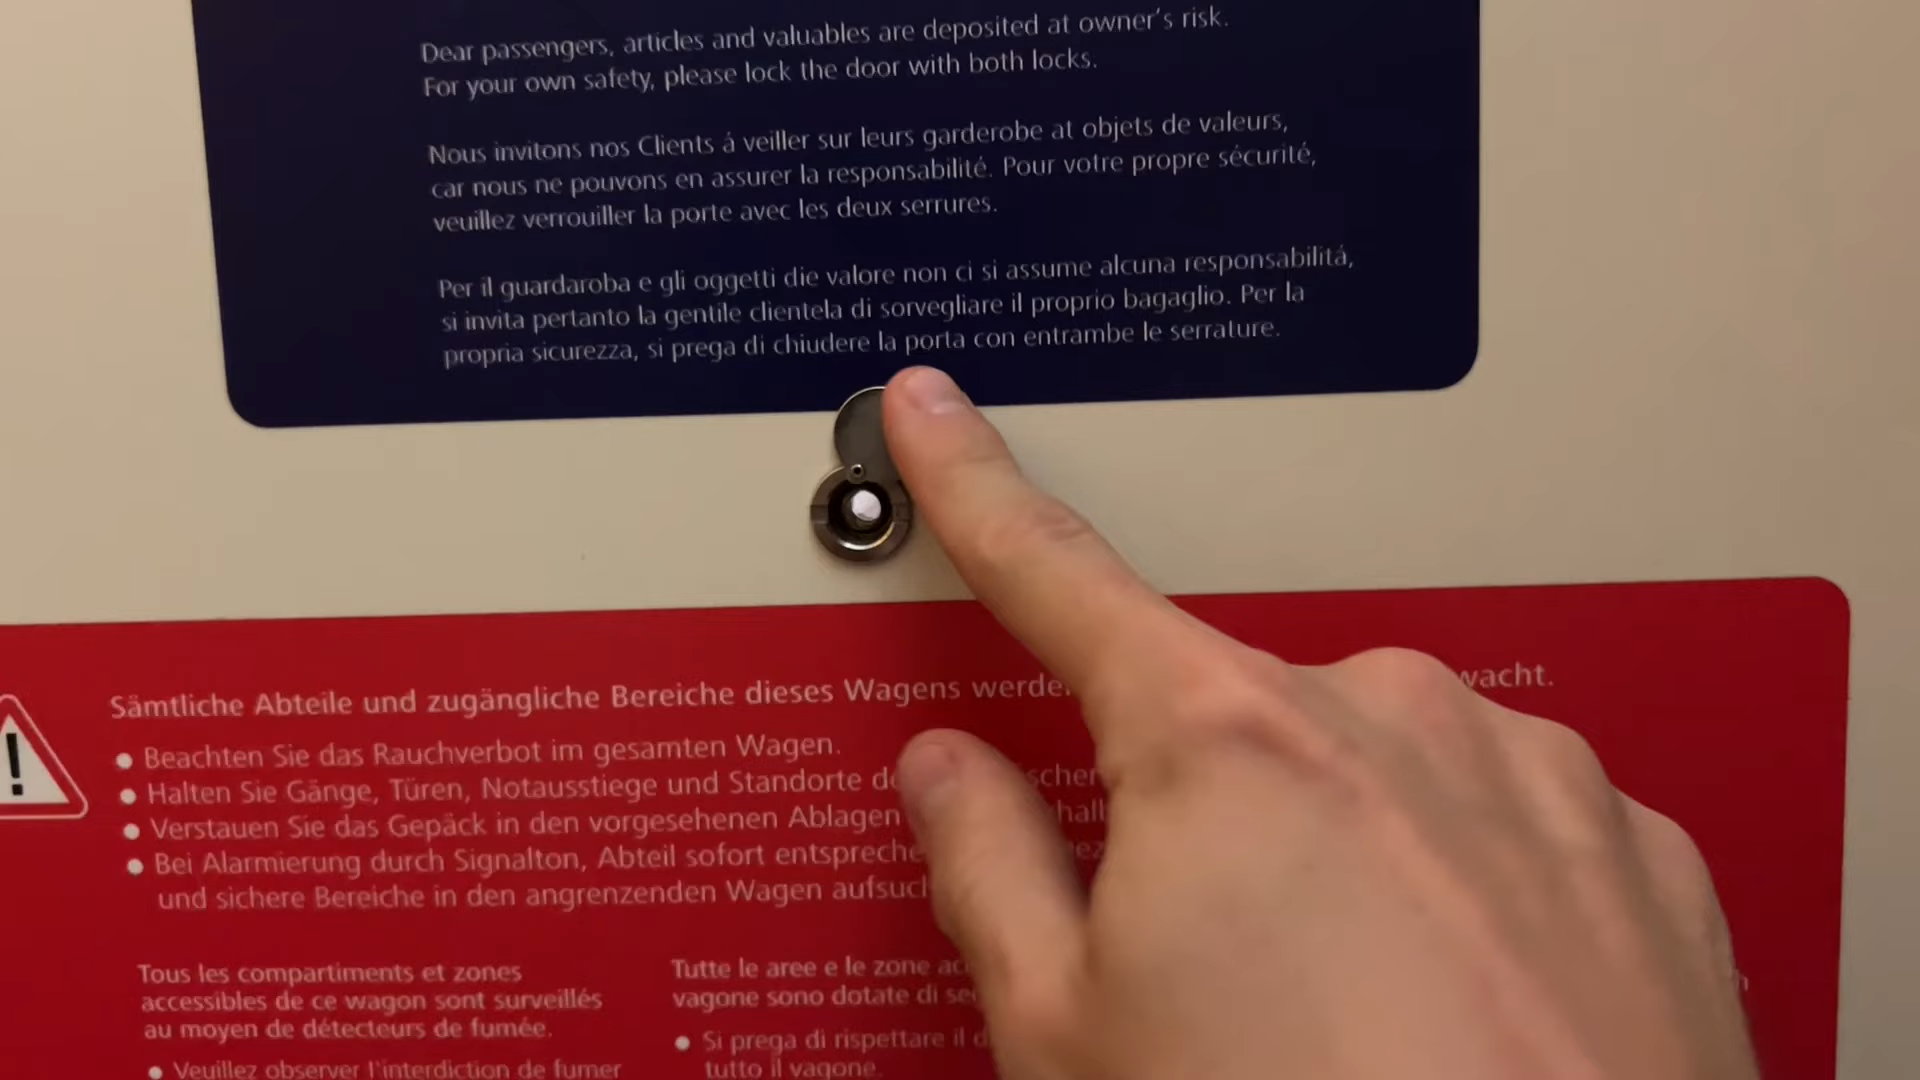 Dear passengers, articles and valuables are deposited at owner's risk.
For your own safety, please lock the door with both locks.
Nous invitons nos Clients á veiller sur leurs garderobe at objets de valeurs,
car nous ne pouvons en assurer la responsabilité. Pour votre propre sécurité,
veuillez verrouiller la porte avec les deux serrures.
Per il guardaroba e gli oggetti die valore non ci si assume alcuna responsabilitá,
si invita pertanto la gentile clientela di sorvegliare il proprio bagaglio. Per la
propria sicurezza, si prega di chiudere la porta con entrambe le serrature.
Sämtliche Abteile und zugängliche Bereiche dieses Wagens
• Beachten Sie das Rauchverbot im gesamten Wagen.
• Halten Sie Gänge, Türen, Notausstiege und Standorte
• Verstauen Sie das Gepäck in den vorgesehenen Ablagen
• Bei Alarmierung durch Signalton, Abteil sofort
und sichere Bereiche in den angrenzenden Wagen
Tous les compartiments et zones
accessibles de ce wagon sont surveillés
au moyen de détecteurs de fumée.
• Veuillez observer l'interdiction de fumer
Tutte le aree e le zone
vagone sono dotate di
• Si prega di rispettare il
tutto il vagone.